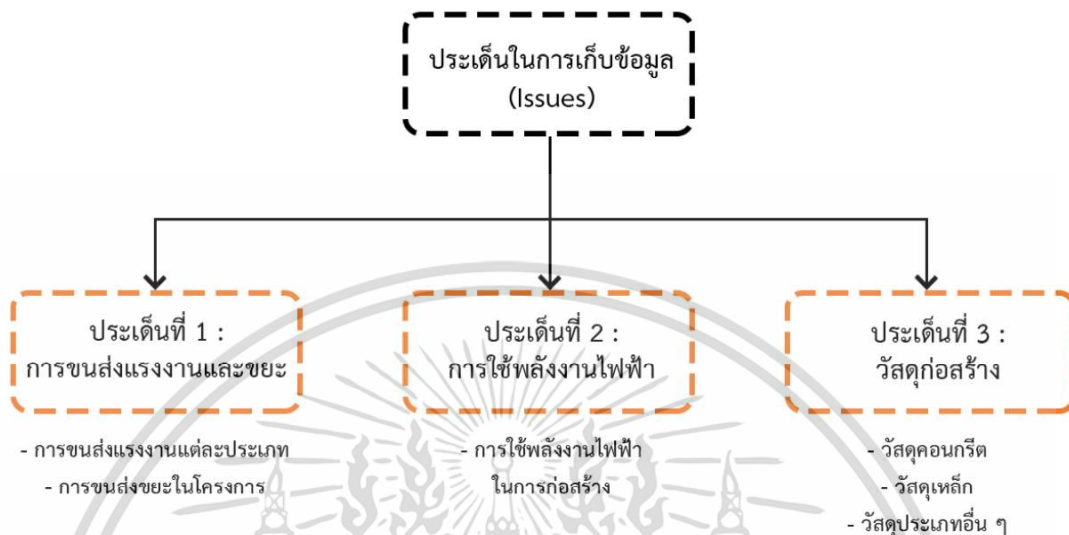 ประเด็นในการเก็บข้อมูล
(Issues)
ประเด็นที่ 1 :
การขนส่งแรงงานและขยะ
- การขนส่งแรงงานแต่ละประเภท
- การขนส่งขยะในโครงการ
ประเด็นที่ 2 :
การใช้พลังงานไฟฟ้า
- การใช้พลังงานไฟฟ้า
ในการก่อสร้าง
ประเด็นที่ 3 :
วัสดุก่อสร้าง
- วัสดุคอนกรีต
- วัสดุเหล็ก
- วัสดุประเภทอื่น ๆ